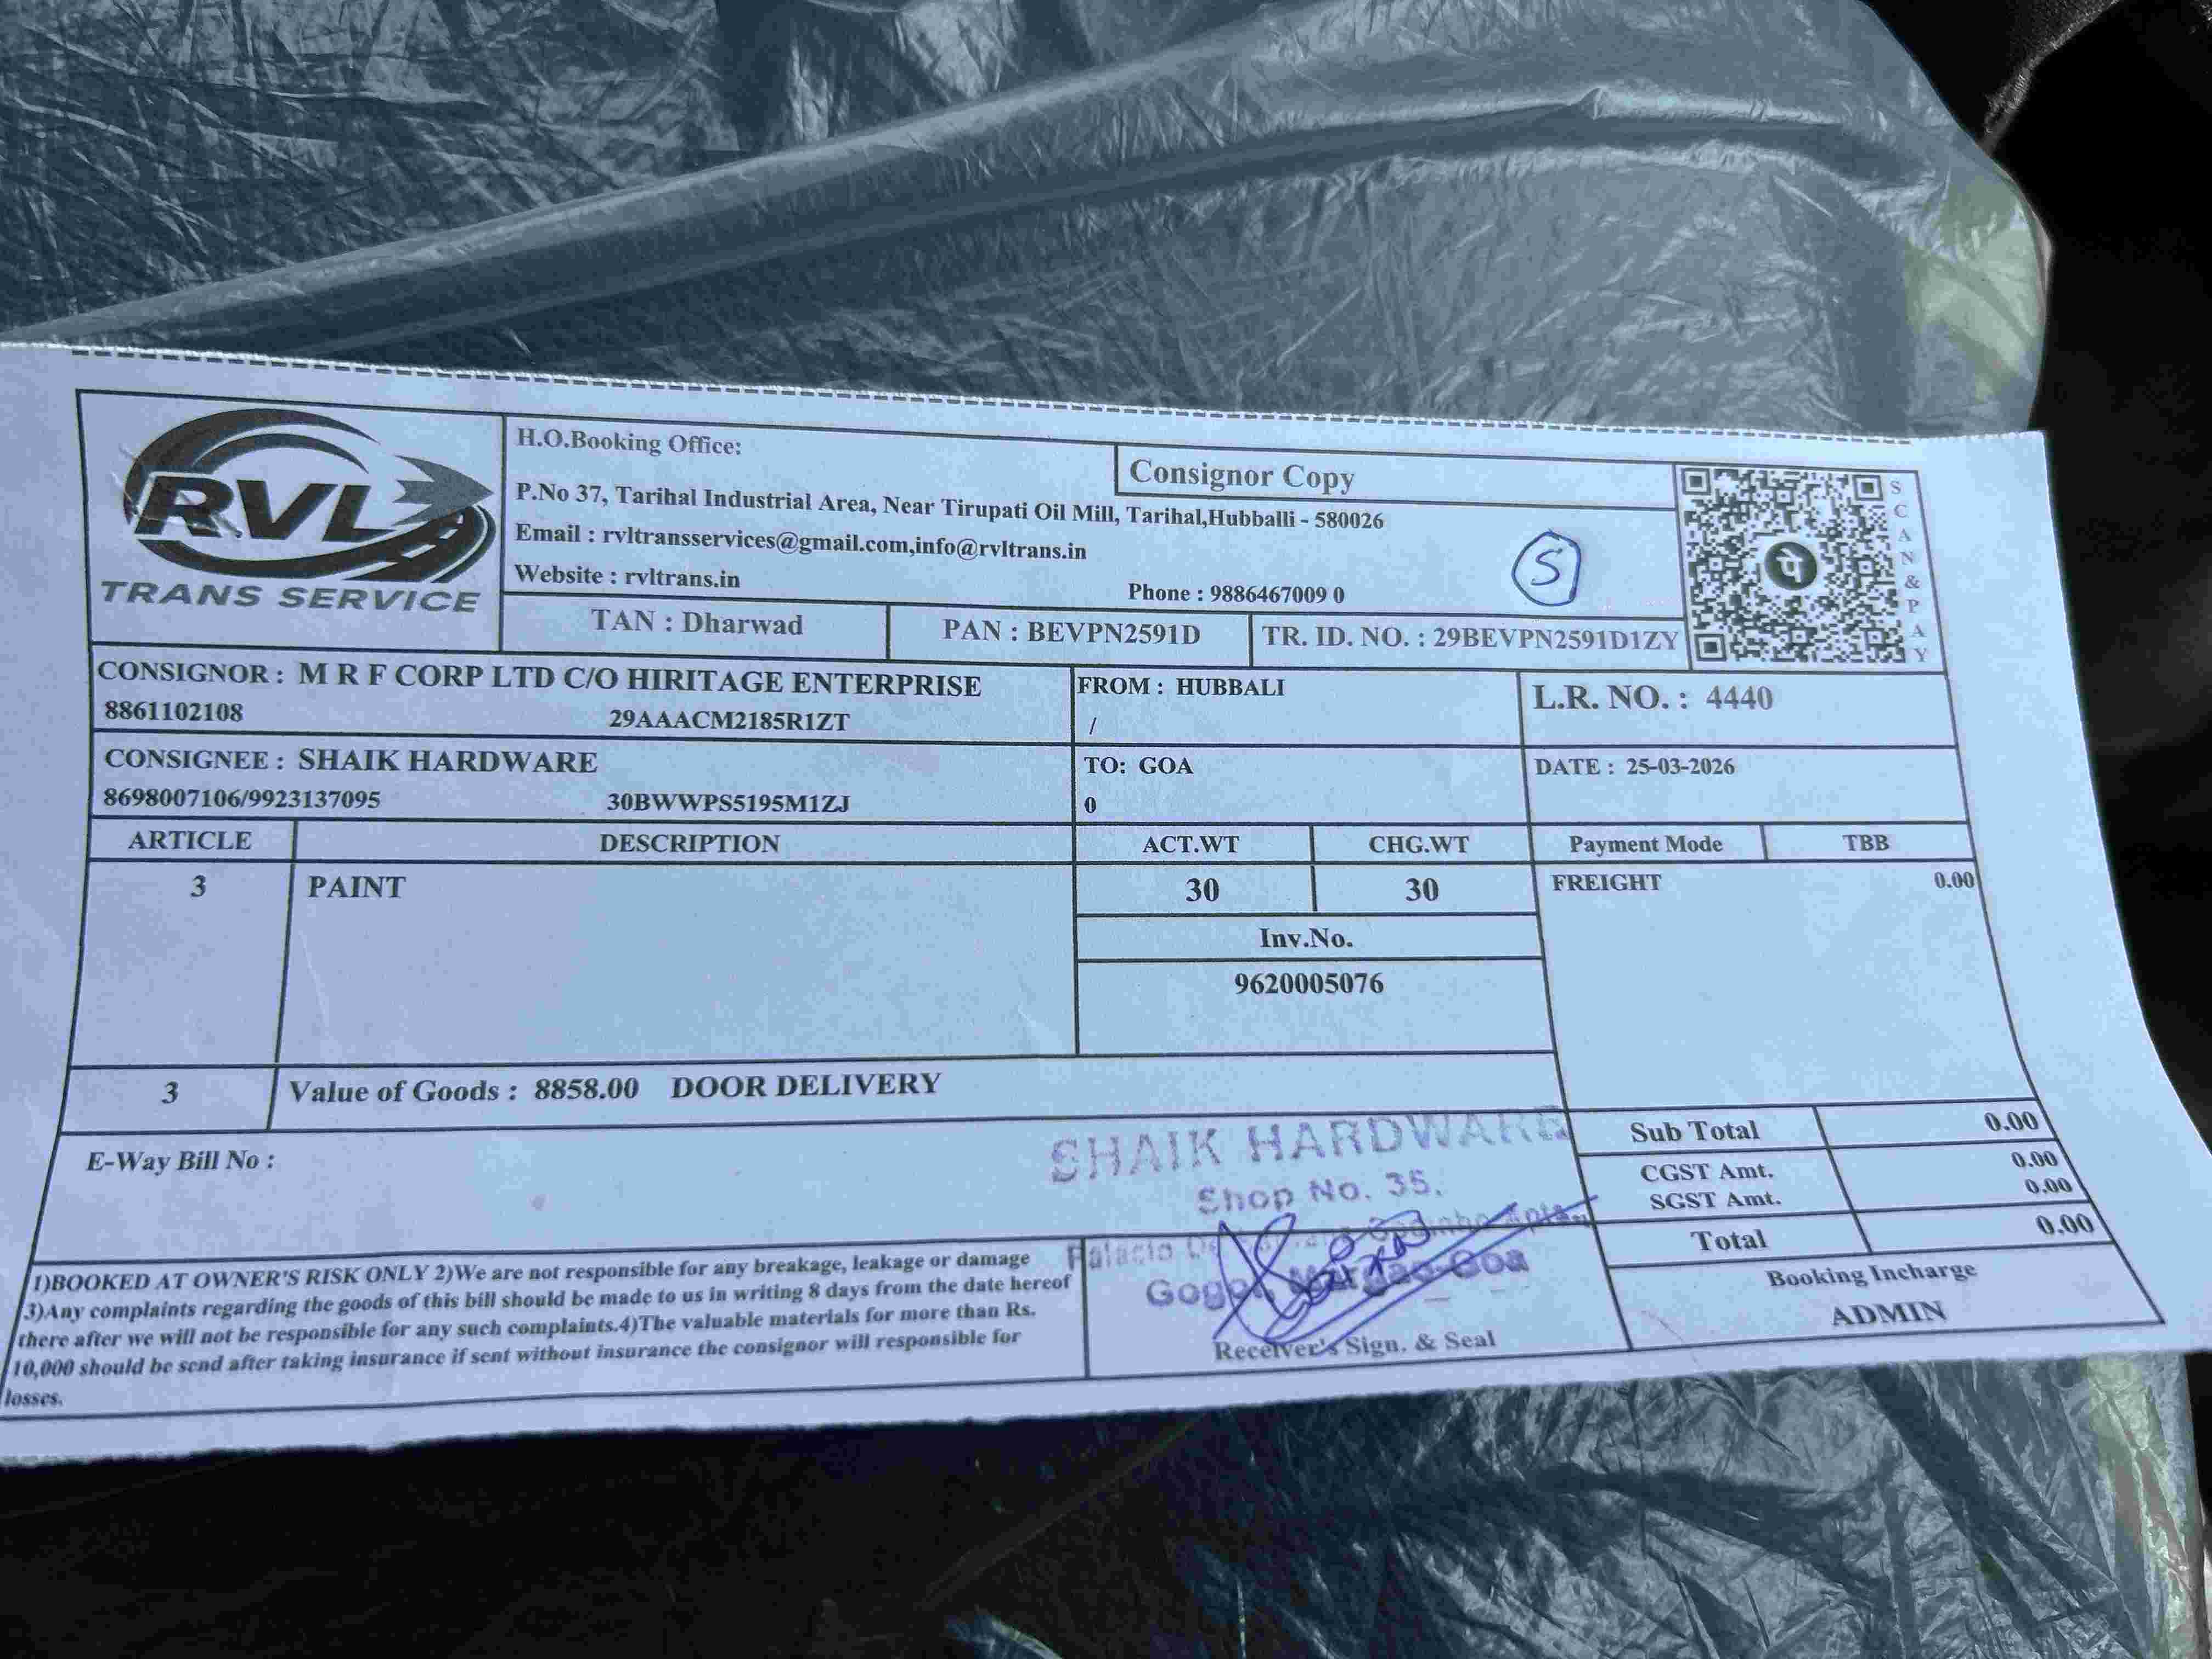 RVL
TRANS SERVICE
H.O.Booking Office:
Consignor Copy
P.No 37, Tarihal Industrial Area, Near Tirupati Oil Mill, Tarihal,Hubballi - 580026
Email : rvltransservices@gmail.com,info@rvltrans.in
Website : rvltrans.in
Phone : 9886467009 0
S
पे
SCAN & PAY
TAN : Dharwad
PAN : BEVPN2591D
TR. ID. NO. : 29BEVPN2591D1ZY
CONSIGNOR : M R F CORP LTD C/O HIRITAGE ENTERPRISE
8861102108 29AAACM2185R1ZT
FROM : HUBBALI
/
L.R. NO. : 4440
CONSIGNEE : SHAIK HARDWARE
8698007106/9923137095 30BWWPS5195M1ZJ
TO: GOA
0
DATE : 25-03-2026
ARTICLE DESCRIPTION ACT.WT CHG.WT Payment Mode TBB
3 PAINT 30 30 FREIGHT 0.00
Inv.No.
9620005076
3 Value of Goods : 8858.00 DOOR DELIVERY
E-Way Bill No :
SHAIK HARDWARE
Shop No. 35,
Palacio De Apts.,
Gogol, Margao-Goa
Receiver's Sign. & Seal
Sub Total 0.00
CGST Amt. 0.00
SGST Amt. 0.00
Total 0.00
Booking Incharge
ADMIN
1)BOOKED AT OWNER'S RISK ONLY 2)We are not responsible for any breakage, leakage or damage
3)Any complaints regarding the goods of this bill should be made to us in writing 8 days from the date hereof
there after we will not be responsible for any such complaints.4)The valuable materials for more than Rs.
10,000 should be send after taking insurance if sent without insurance the consignor will responsible for
losses.